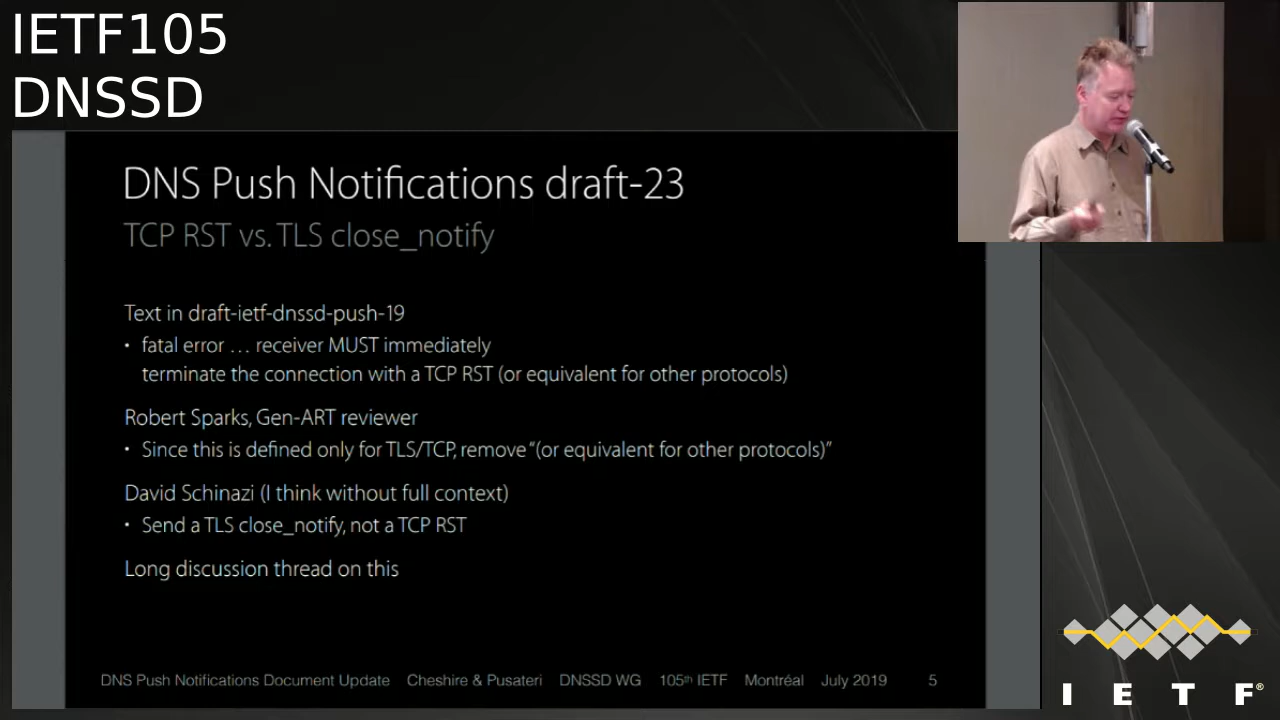 IETF105
DNSSD
DNS Push Notifications draft-23
TCP RST vs. TLS close_notify
Text in draft-ietf-dnssd-push-19
• fatal error … receiver MUST immediately
terminate the connection with a TCP RST (or equivalent for other protocols)
Robert Sparks, Gen-ART reviewer
• Since this is defined only for TLS/TCP, remove “(or equivalent for other protocols)”
David Schinazi (I think without full context)
• Send a TLS close_notify, not a TCP RST
Long discussion thread on this
DNS Push Notifications Document Update Cheshire & Pusateri DNSSD WG 105th IETF Montréal July 2019 5
I E T F®